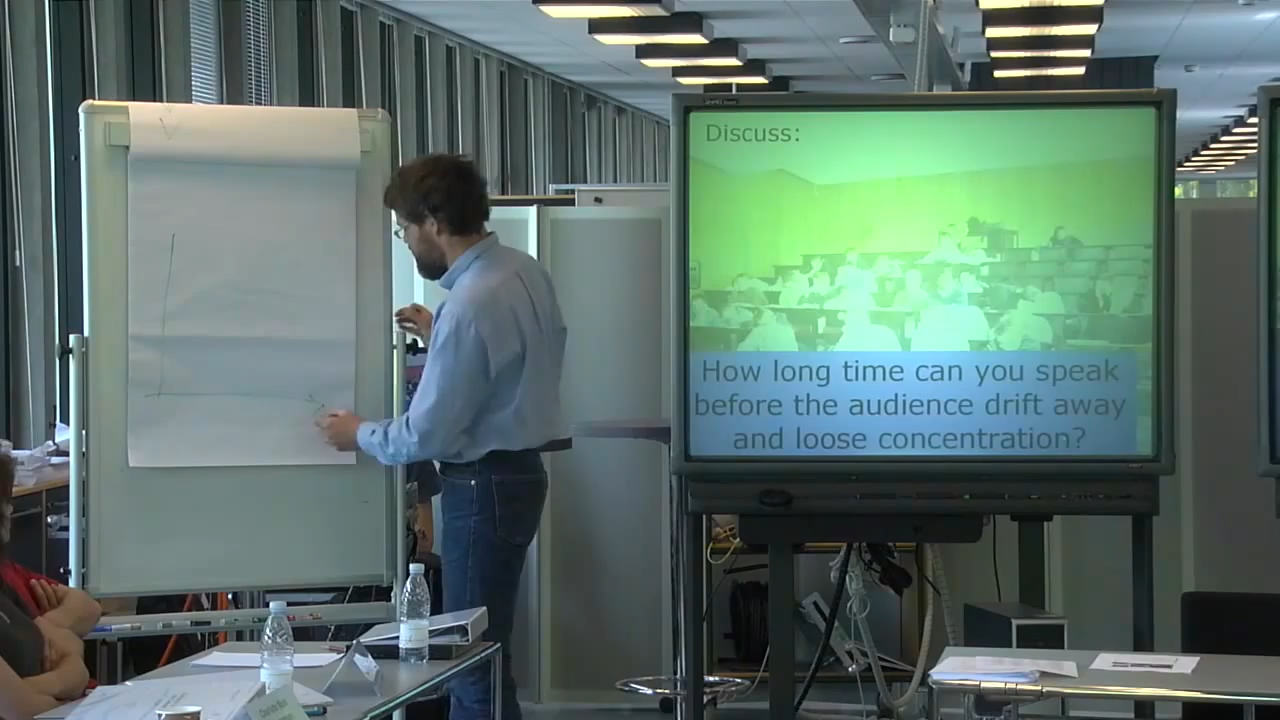 Discuss:
How long time can you speak
before the audience drift away
and loose concentration?